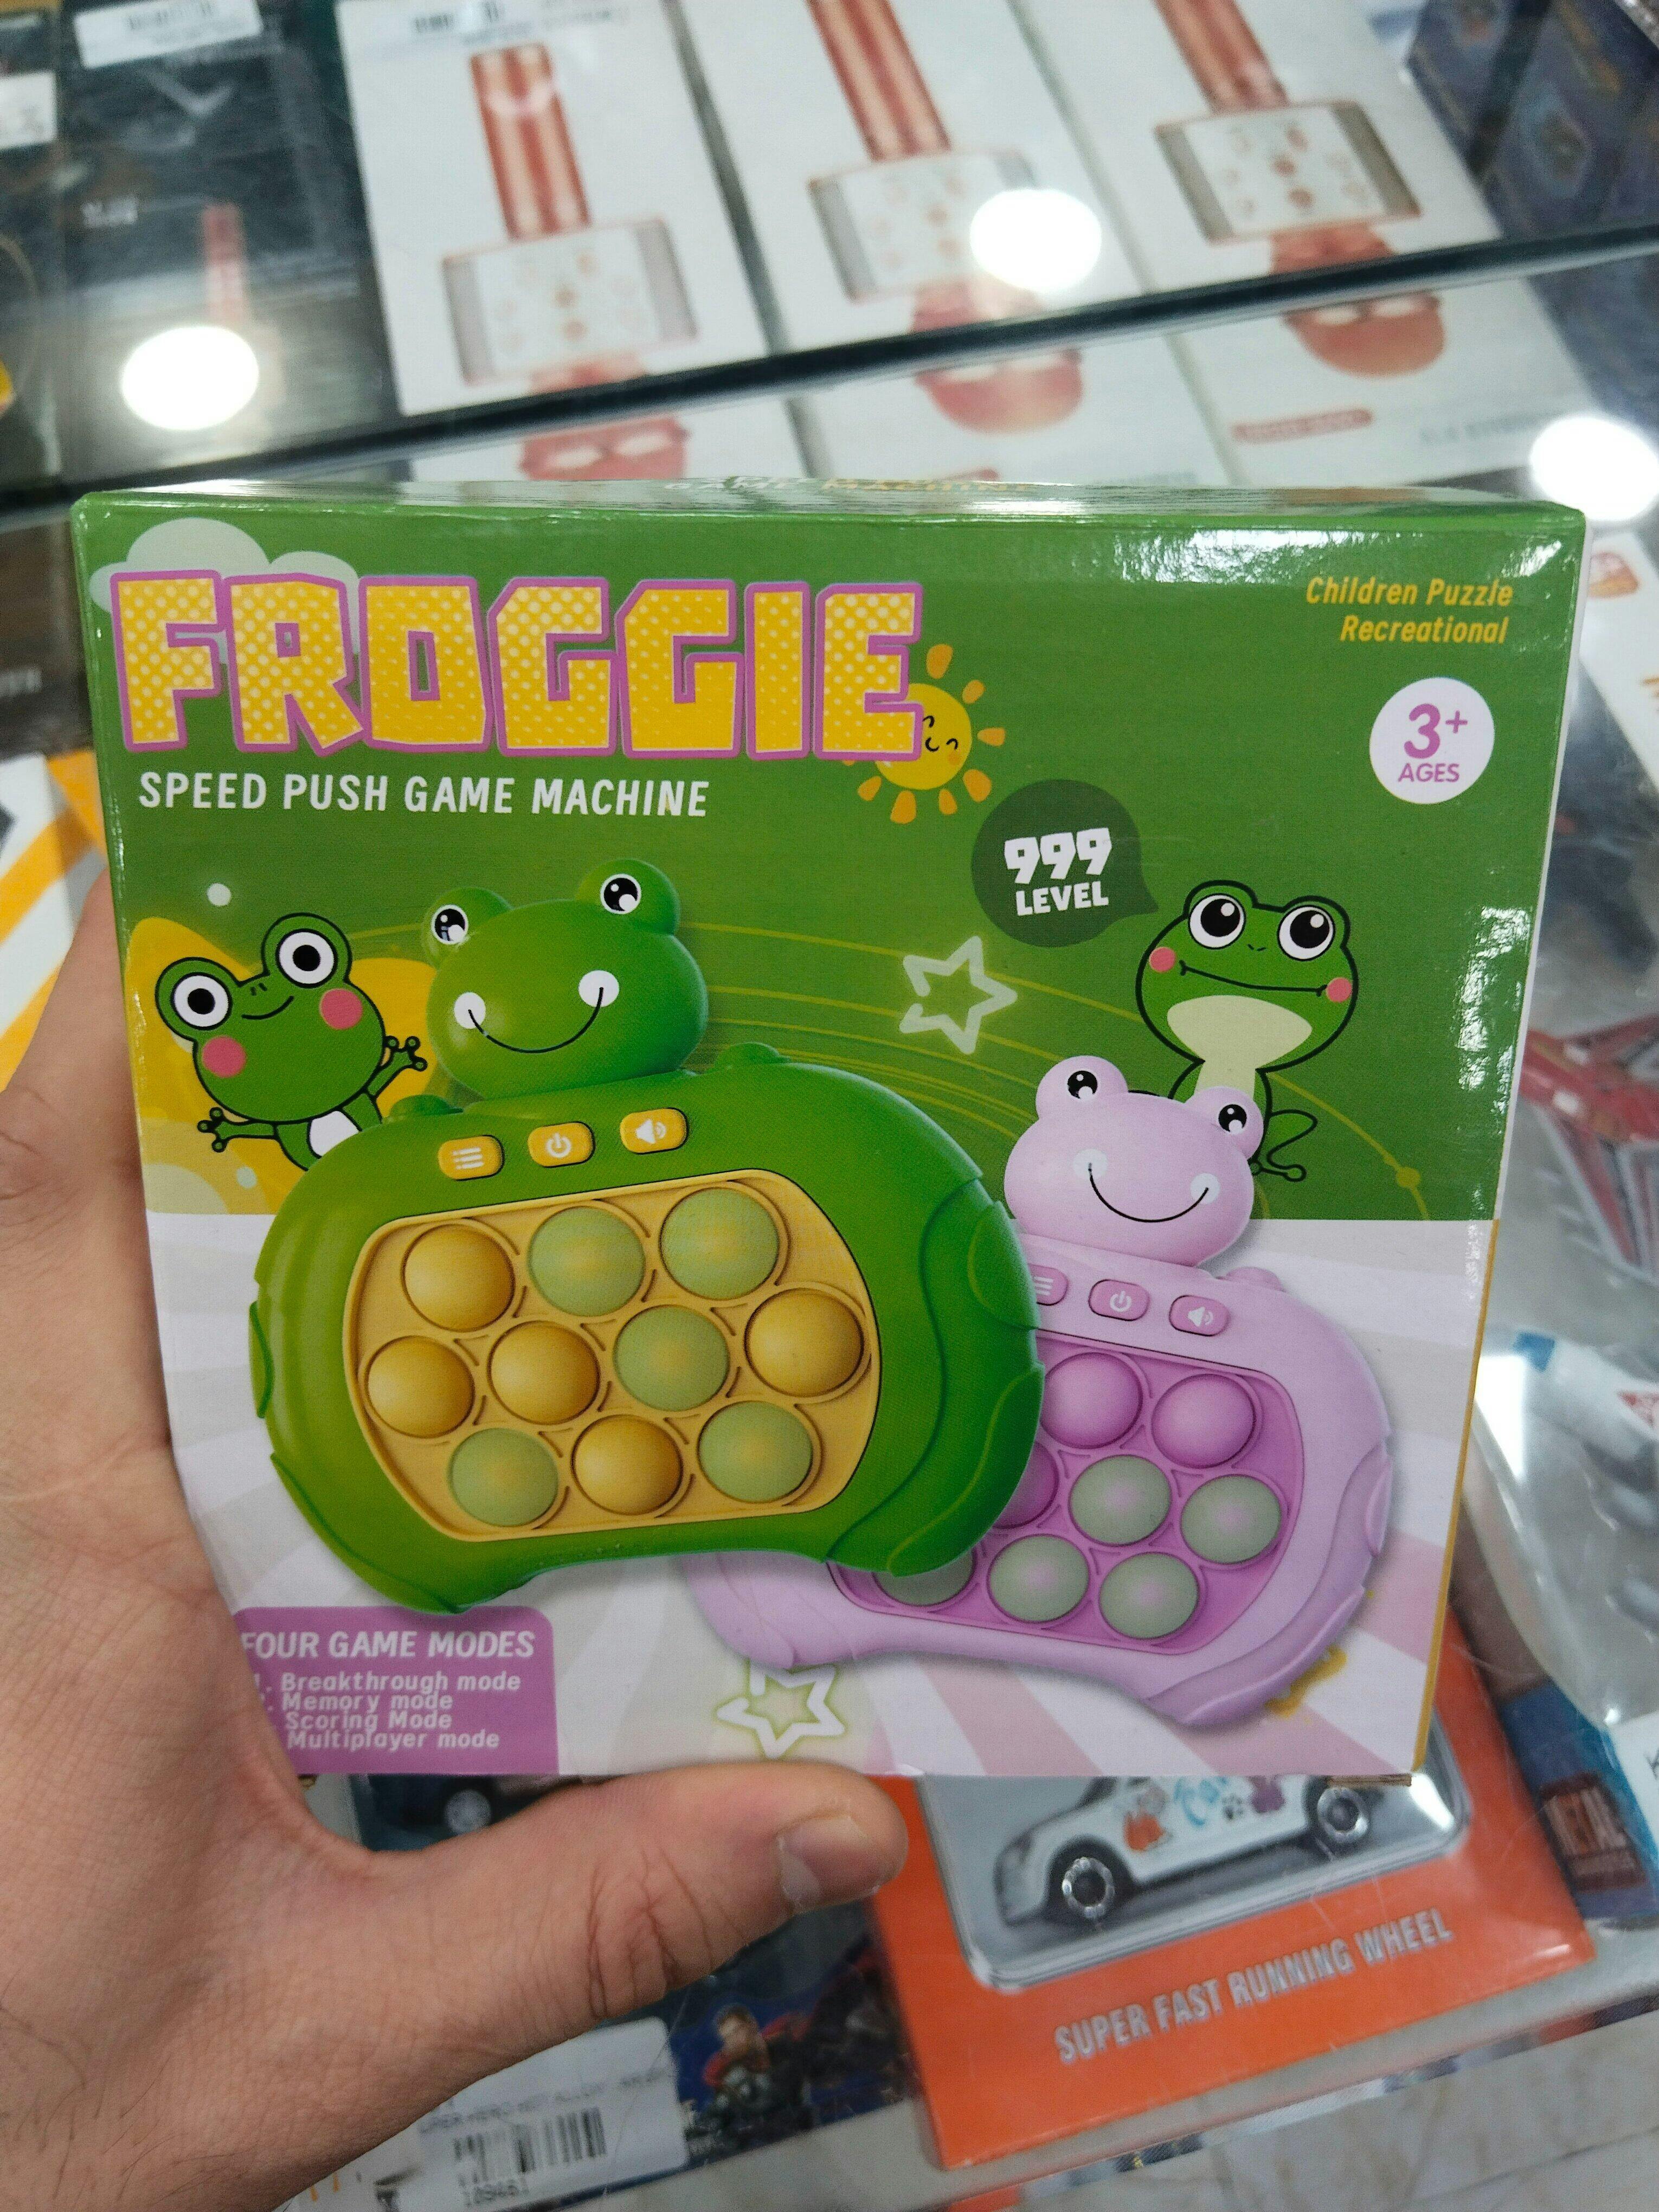 FROGGIE
SPEED PUSH GAME MACHINE
Children Puzzle
Recreational
3+
AGES
999
LEVEL
FOUR GAME MODES
1. Breakthrough mode
Memory mode
Scoring Mode
Multiplayer mode
SUPER FAST RUNNING WHEEL